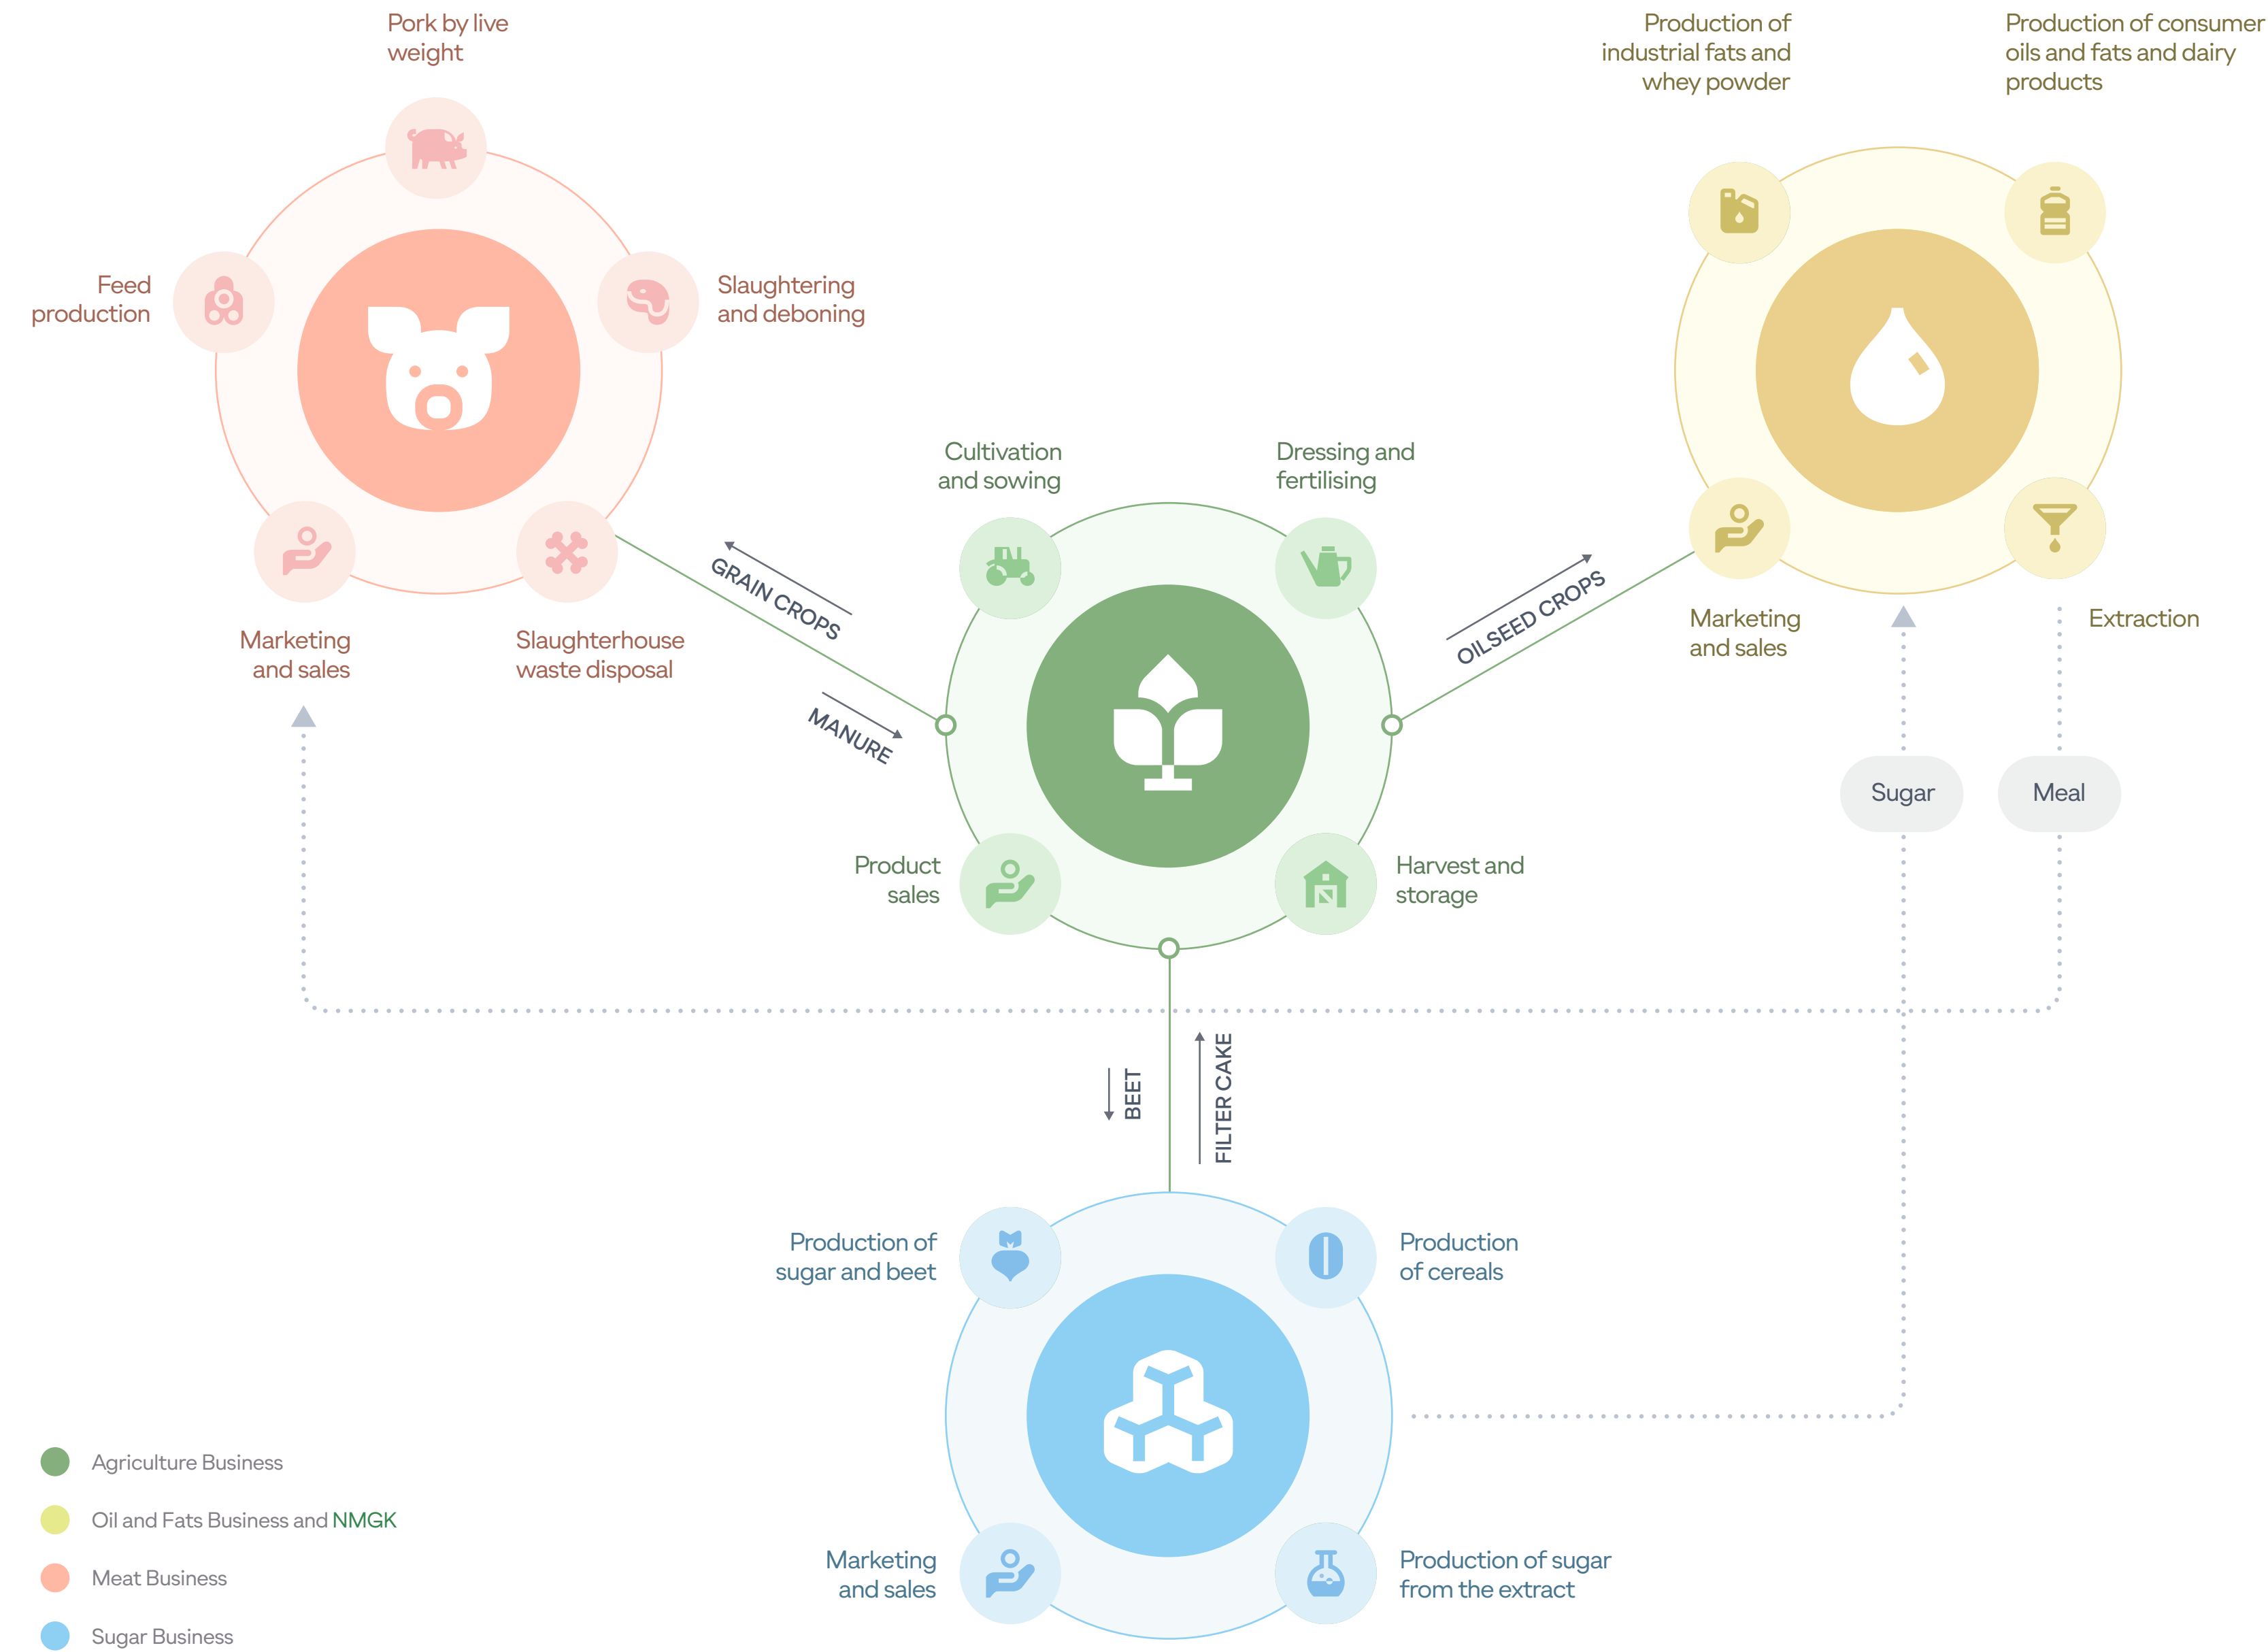 Pork by live
weight
Production of
industrial fats and
whey powder
Production of consumer
oils and fats and dairy
products
Feed
production
Slaughtering
and deboning
Marketing
and sales
Slaughterhouse
waste disposal
GRAIN CROPS
MANURE
Cultivation
and sowing
Dressing and
fertilising
OILSEED CROPS
Marketing
and sales
Extraction
Sugar
Meal
Product
sales
Harvest and
storage
BEET
FILTER CAKE
Production of
sugar and beet
Production
of cereals
Marketing
and sales
Production of sugar
from the extract
Agriculture Business
Oil and Fats Business and NMGK
Meat Business
Sugar Business